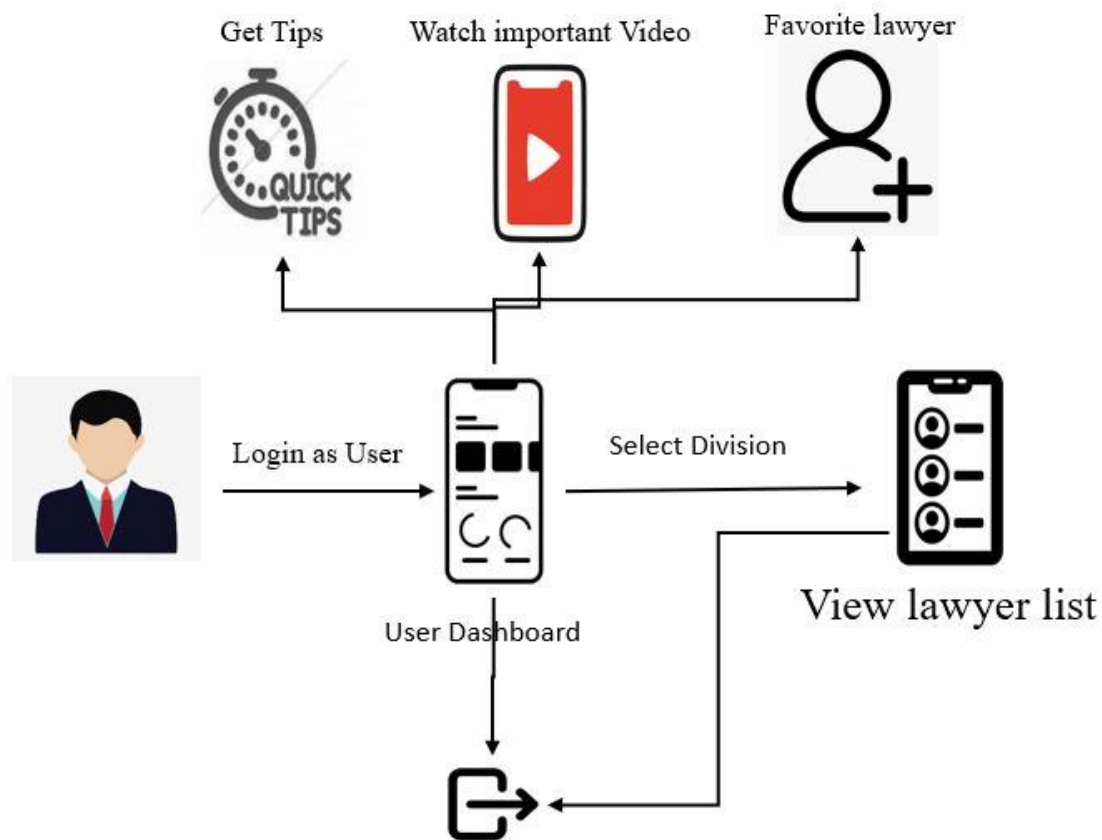 Get Tips
Watch important Video
Favorite lawyer
QUICK
TIPS
Login as User
Select Division
View lawyer list
User Dashboard